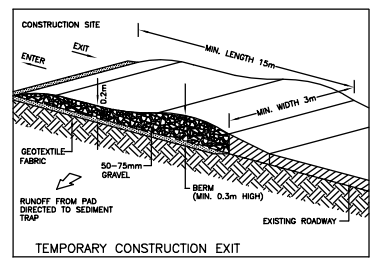 CONSTRUCTION SITE
ENTER
EXIT
MIN. LENGTH 15m
0.2m
MIN. WIDTH 3m
GEOTEXTILE
FABRIC
50-75mm
GRAVEL
BERM
(MIN. 0.3m HIGH)
RUNOFF FROM PAD
DIRECTED TO SEDIMENT
TRAP
EXISTING ROADWAY
TEMPORARY CONSTRUCTION EXIT